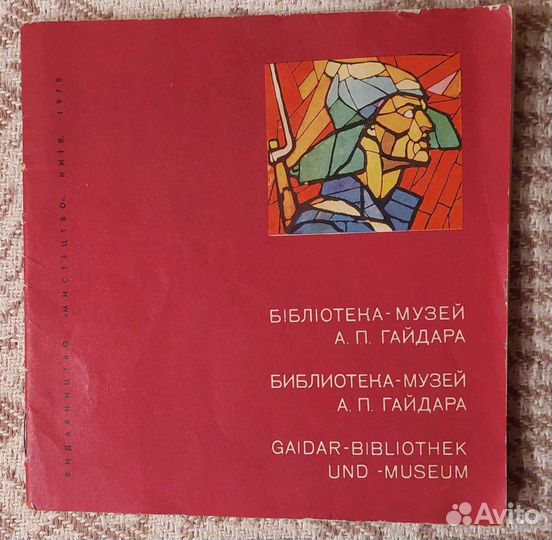 ВИДАВНИЦТВО «МИСТЕЦТВО». КИЇВ. 1970
БІБЛІОТЕКА-МУЗЕЙ
А. П. ГАЙДАРА
БИБЛИОТЕКА-МУЗЕЙ
А. П. ГАЙДАРА
GAIDAR-BIBLIOTHEK
UND -MUSEUM
Avito